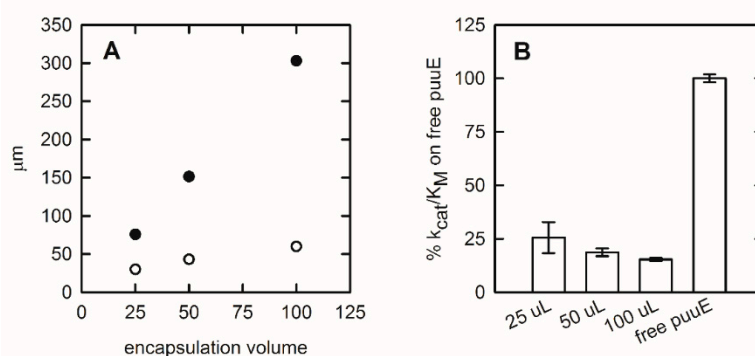 A
350
300
250
200
150
100
50
0
μm
0 25 50 75 100 125
encapsulation volume
B
125
100
75
50
25
0
% kcat/KM on free puuE
25 uL 50 uL 100 uL free puuE